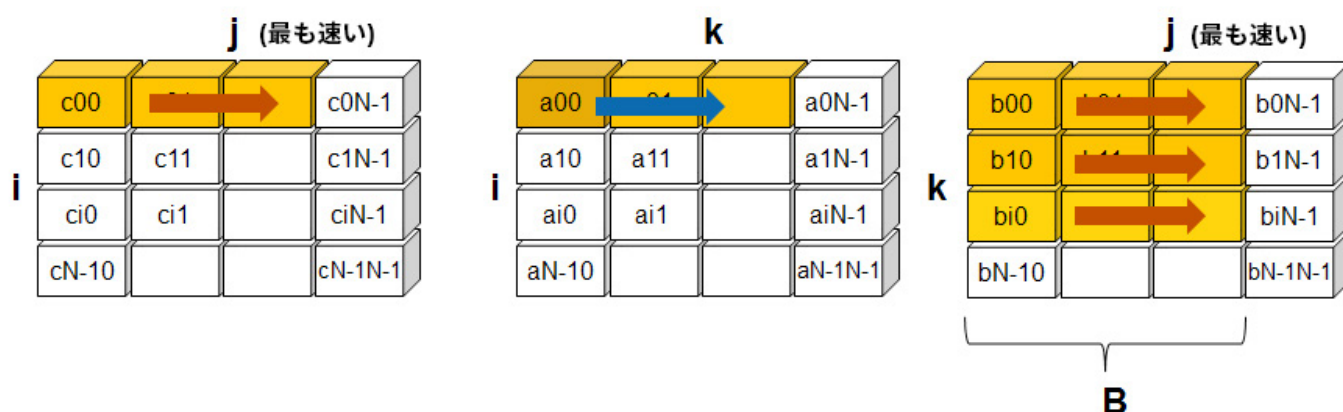 j (最も速い)
k
j (最も速い)
c00 c0N-1
c10 c11 c1N-1
ci0 ci1 ciN-1
cN-10 cN-1N-1
i
a00 a0N-1
a10 a11 a1N-1
ai0 ai1 aiN-1
aN-10 aN-1N-1
i
b00 b0N-1
b10 b1N-1
bi0 biN-1
bN-10 bN-1N-1
k
B